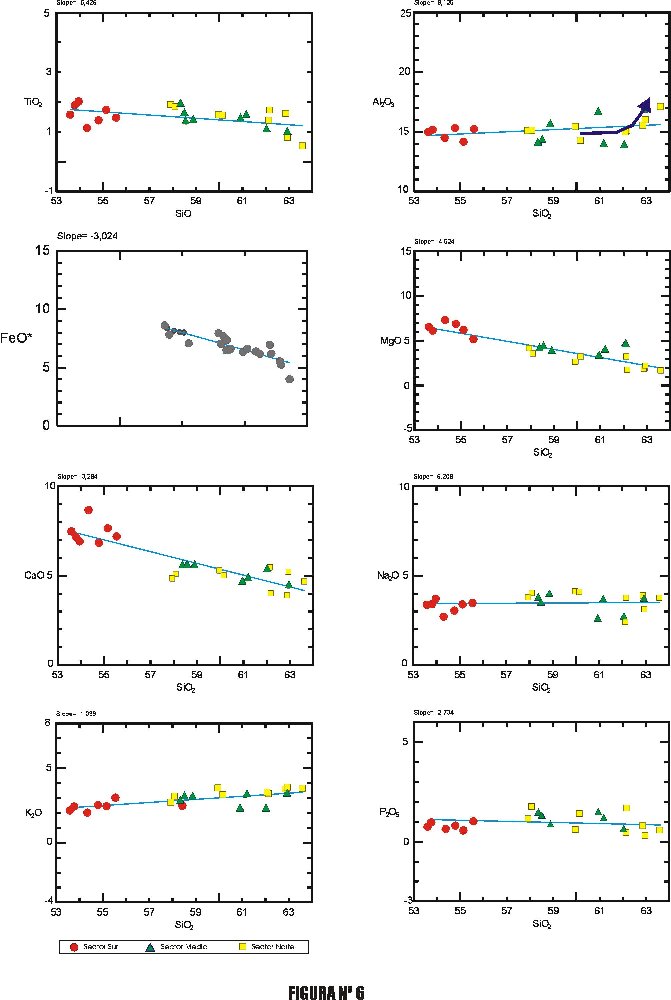 Slope= -5,429
5
3
TiO2
1
-1
53 55 57 59 61 63
SiO
Slope= 9,125
25
20
Al2O3
15
10
53 55 57 59 61 63
SiO2
Slope= -3,024
15
10
FeO*
5
0
Slope= -4,524
15
10
MgO 5
0
-5
53 55 57 59 61 63
SiO2
Slope= -3,284
10
CaO 5
0
53 55 57 59 61 63
SiO2
Slope= 6,208
10
Na2O 5
0
53 55 57 59 61 63
SiO2
Slope= 1,036
8
5
K2O
0
-4
53 55 57 59 61 63
SiO2
Slope= -2,734
5
P2O5
0
-3
53 55 57 59 61 63
SiO2
Sector Sur Sector Medio Sector Norte
FIGURA Nº 6